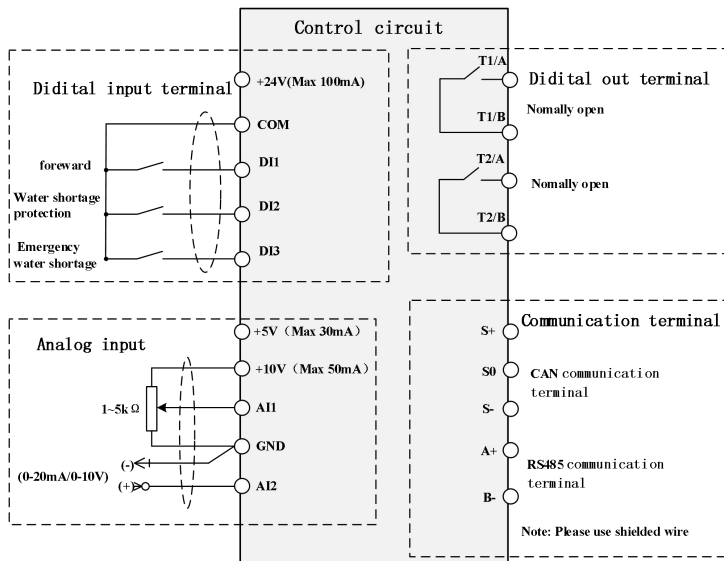 Control circuit
Didital input terminal
+24V(Max 100mA)
COM
foreward
DI1
Water shortage
protection
DI2
Emergency
water shortage
DI3
T1/A
Didital out terminal
T1/B
Nomally open
T2/A
Nomally open
T2/B
Analog input
+5V（Max 30mA）
+10V（Max 50mA）
1~5kΩ
AI1
GND
(-)
(0-20mA/0-10V)
(+)
AI2
Communication terminal
S+
S0
CAN communication
terminal
S-
A+
RS485 communication
terminal
B-
Note: Please use shielded wire